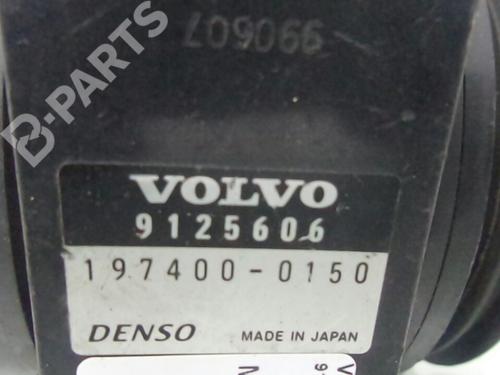 990607
B-PARTS
VOLVO
9125606
197400-0150
DENSO MADE IN JAPAN